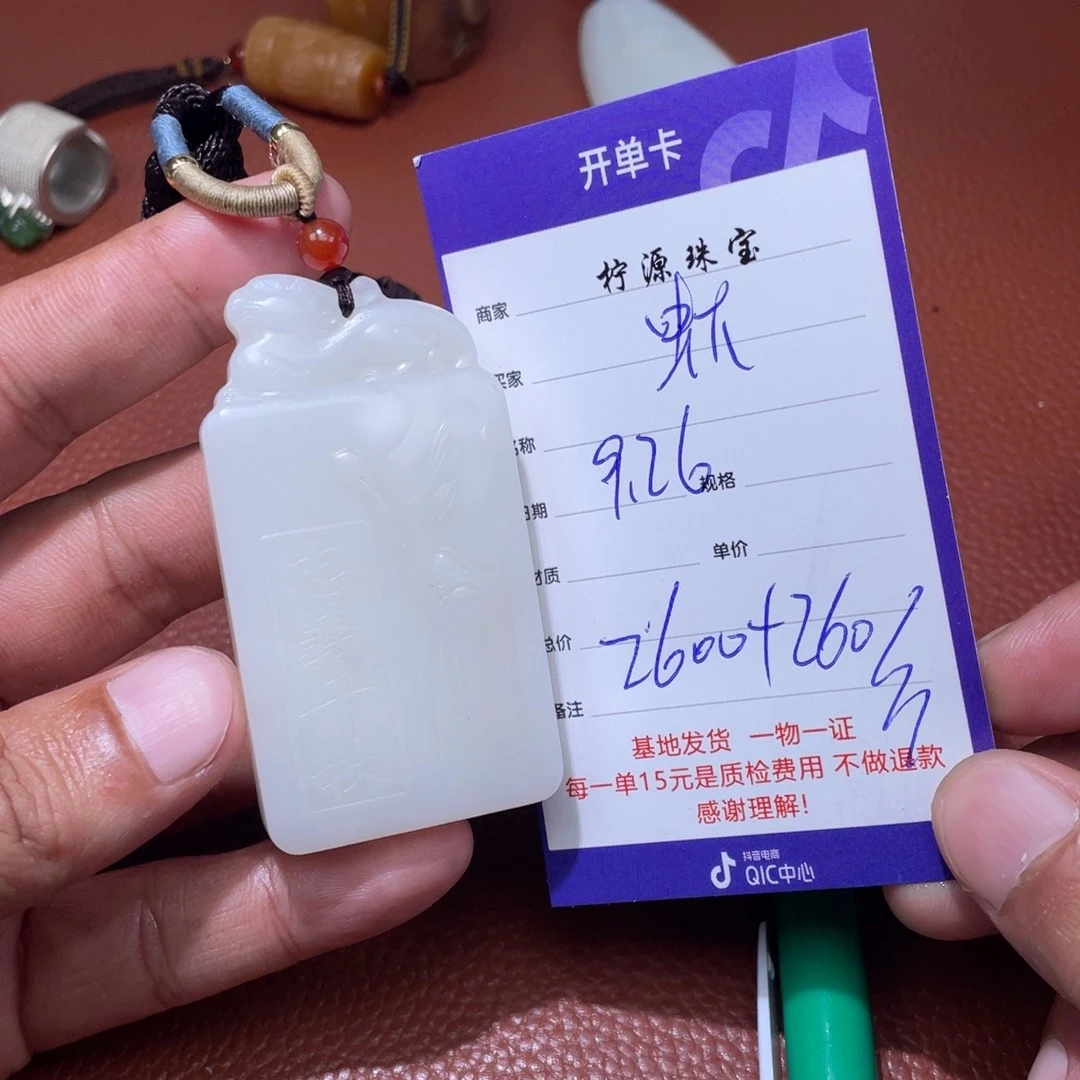 开单卡
柠源珠宝
商家
买家
名称
9.26
日期
规格
材质
单价
总价
2600+260
备注
基地发货 一物一证
每一单15元是质检费用 不做退款
感谢理解!
抖音电商
QIC中心